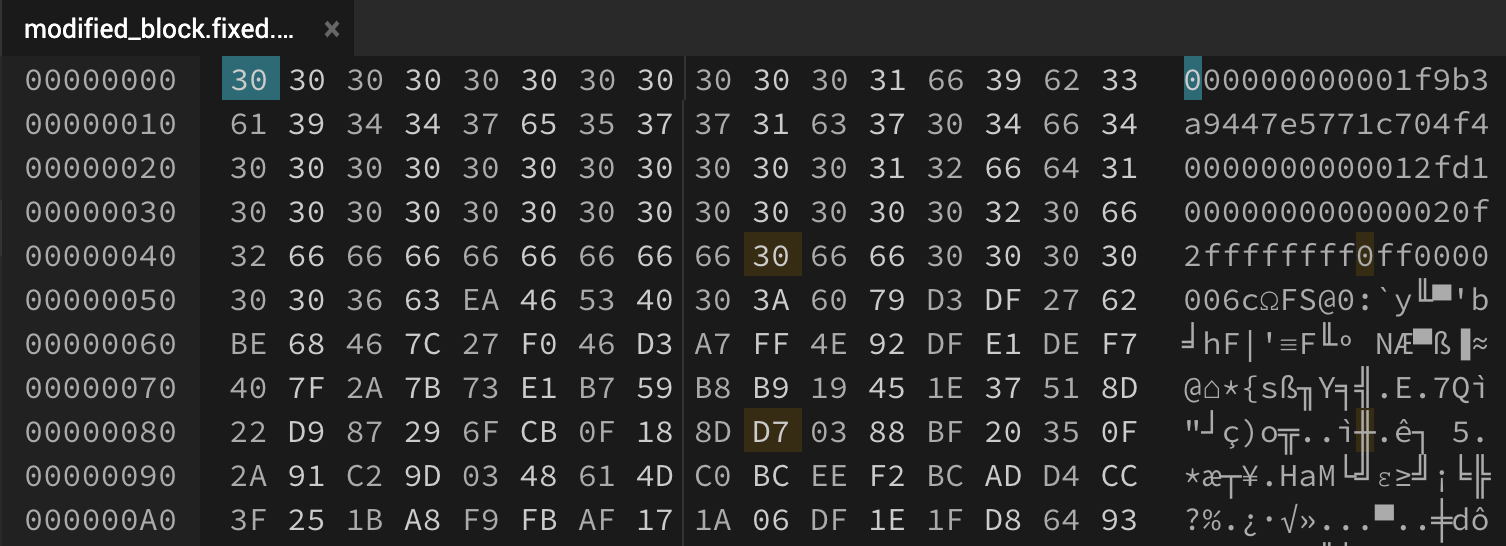 modified_block.fixed.... ×
00000000 30 30 30 30 30 30 30 30 30 30 30 31 66 39 62 33 000000000001f9b3
00000010 61 39 34 34 37 65 35 37 37 31 63 37 30 34 66 34 a9447e5771c704f4
00000020 30 30 30 30 30 30 30 30 30 30 30 31 32 66 64 31 0000000000012fd1
00000030 30 30 30 30 30 30 30 30 30 30 30 30 30 32 30 66 000000000000020f
00000040 32 66 66 66 66 66 66 66 66 30 66 66 30 30 30 30 2ffffffff0ff0000
00000050 30 30 36 63 EA 46 53 40 30 3A 60 79 D3 DF 27 62 006cΩFS@0:`y╙▀'b
00000060 BE 68 46 7C 27 F0 46 D3 A7 FF 4E 92 DF E1 DE F7 ╛hF|'≡F╙º NÆ▀ß▐≈
00000070 40 7F 2A 7B 73 E1 B7 59 B8 B9 19 45 1E 37 51 8D @⌂*{sß╖Y╕╣.E.7Qì
00000080 22 D9 87 29 6F CB 0F 18 8D D7 03 88 BF 20 35 0F "┘ç)o╦..ì╫.ê┐ 5.
00000090 2A 91 C2 9D 03 48 61 4D C0 BC EE F2 BC AD D4 CC *æ┬¥.HaM└╝ε≥╝¡╘╠
000000A0 3F 25 1B A8 F9 FB AF 17 1A 06 DF 1E 1F D8 64 93 ?%.¿∙√»...▀..╪dô